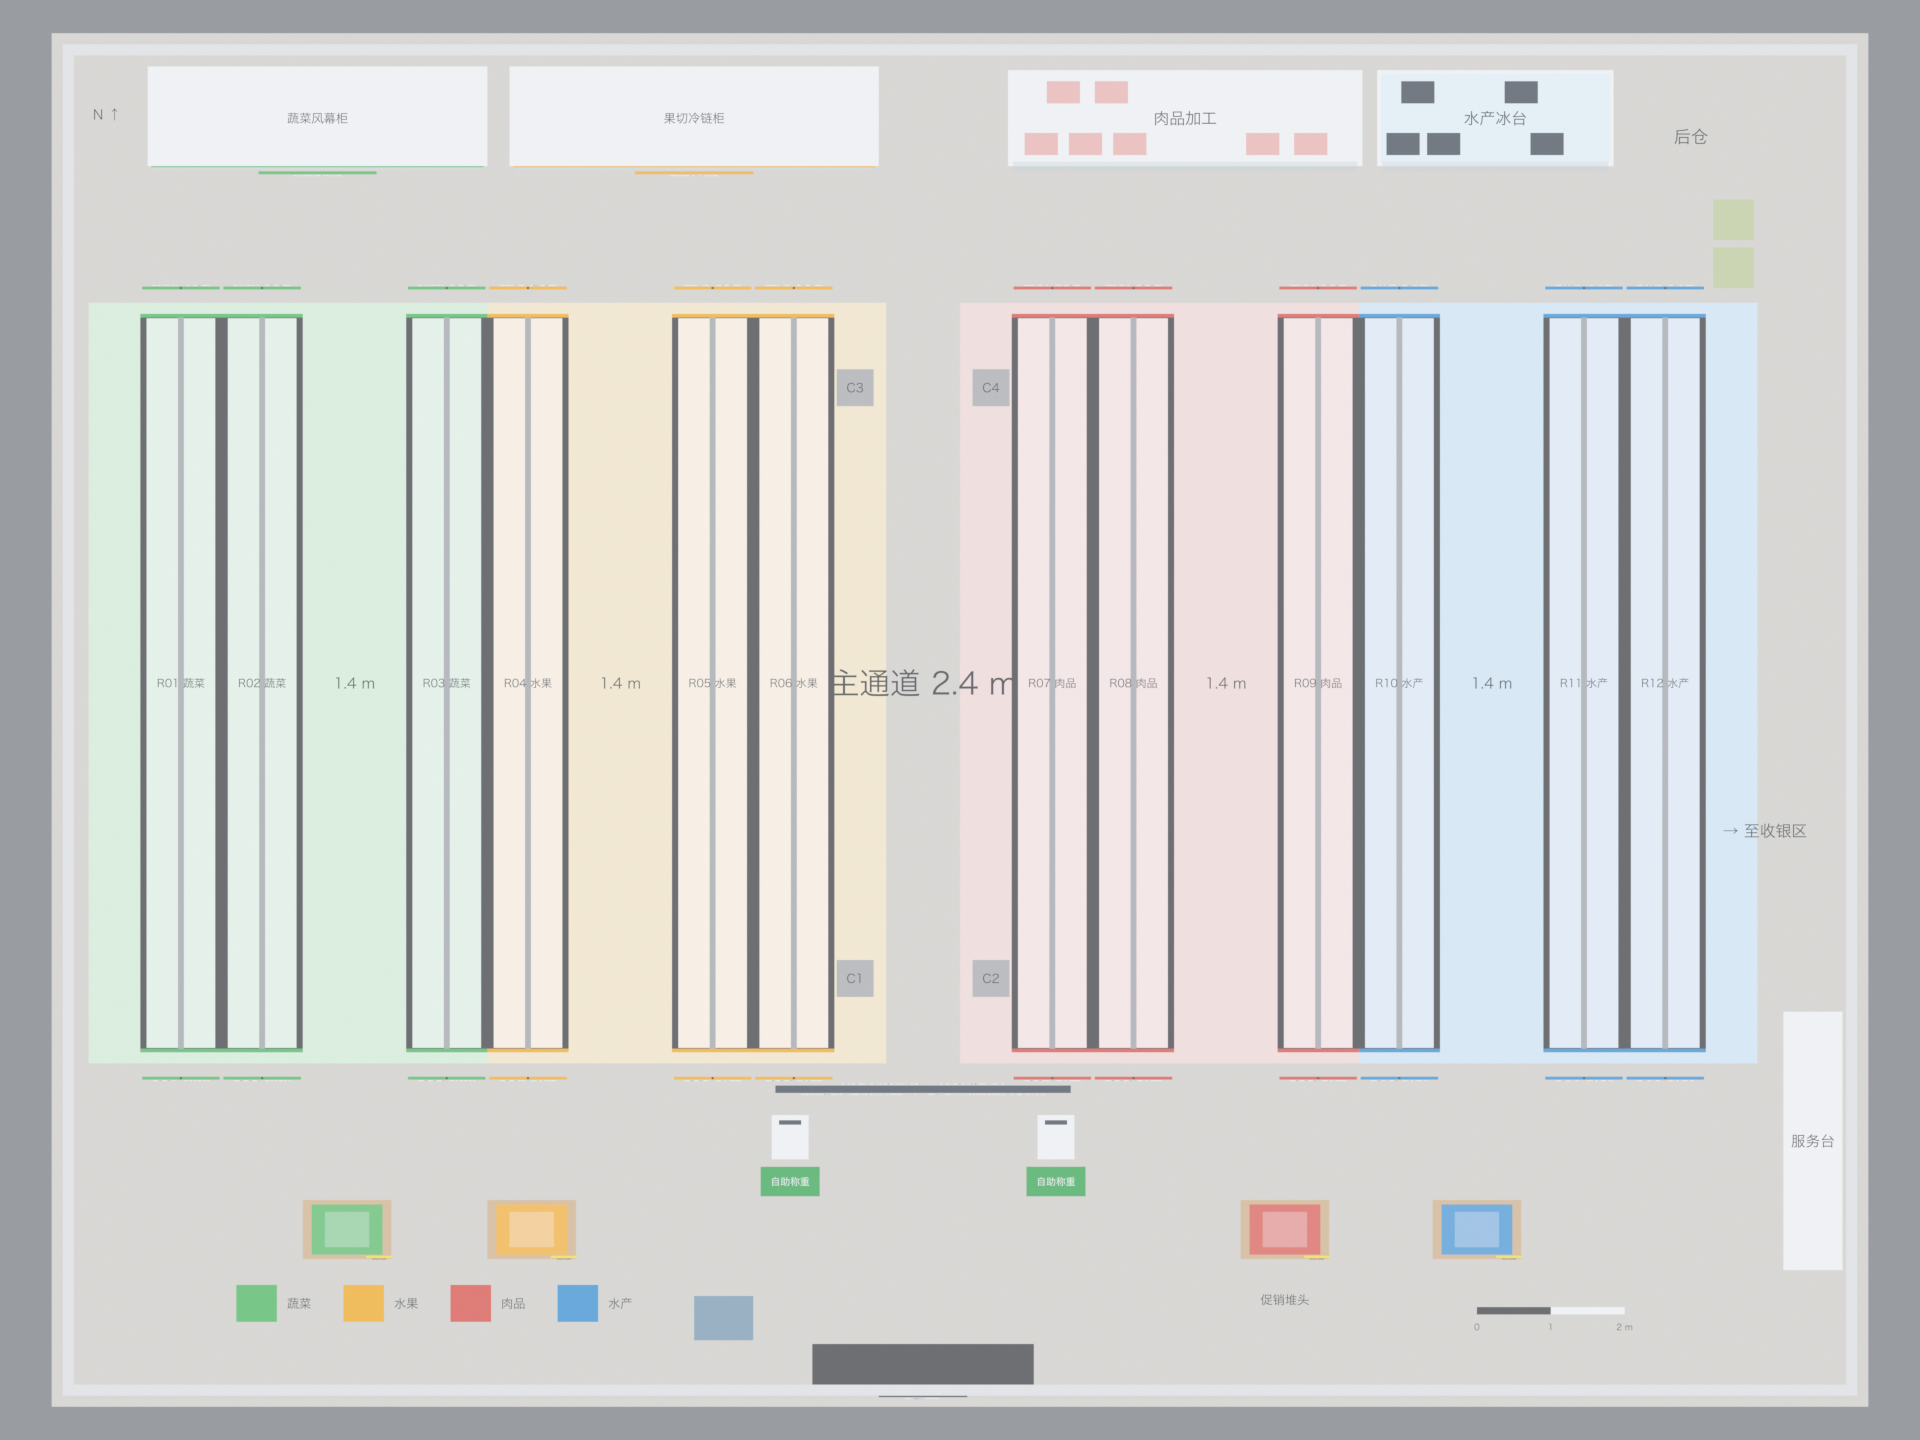 N ↑
蔬菜风幕柜
果切冷链柜
肉品加工
水产冰台
后仓
C3
C4
R01 蔬菜
R02 蔬菜
1.4 m
R03 蔬菜
R04 水果
1.4 m
R05 水果
R06 水果
主通道 2.4 m
R07 肉品
R08 肉品
1.4 m
R09 肉品
R10 水产
1.4 m
R11 水产
R12 水产
→ 至收银区
C1
C2
服务台
自助称重
自助称重
蔬菜
水果
肉品
水产
促销堆头
0
1
2 m